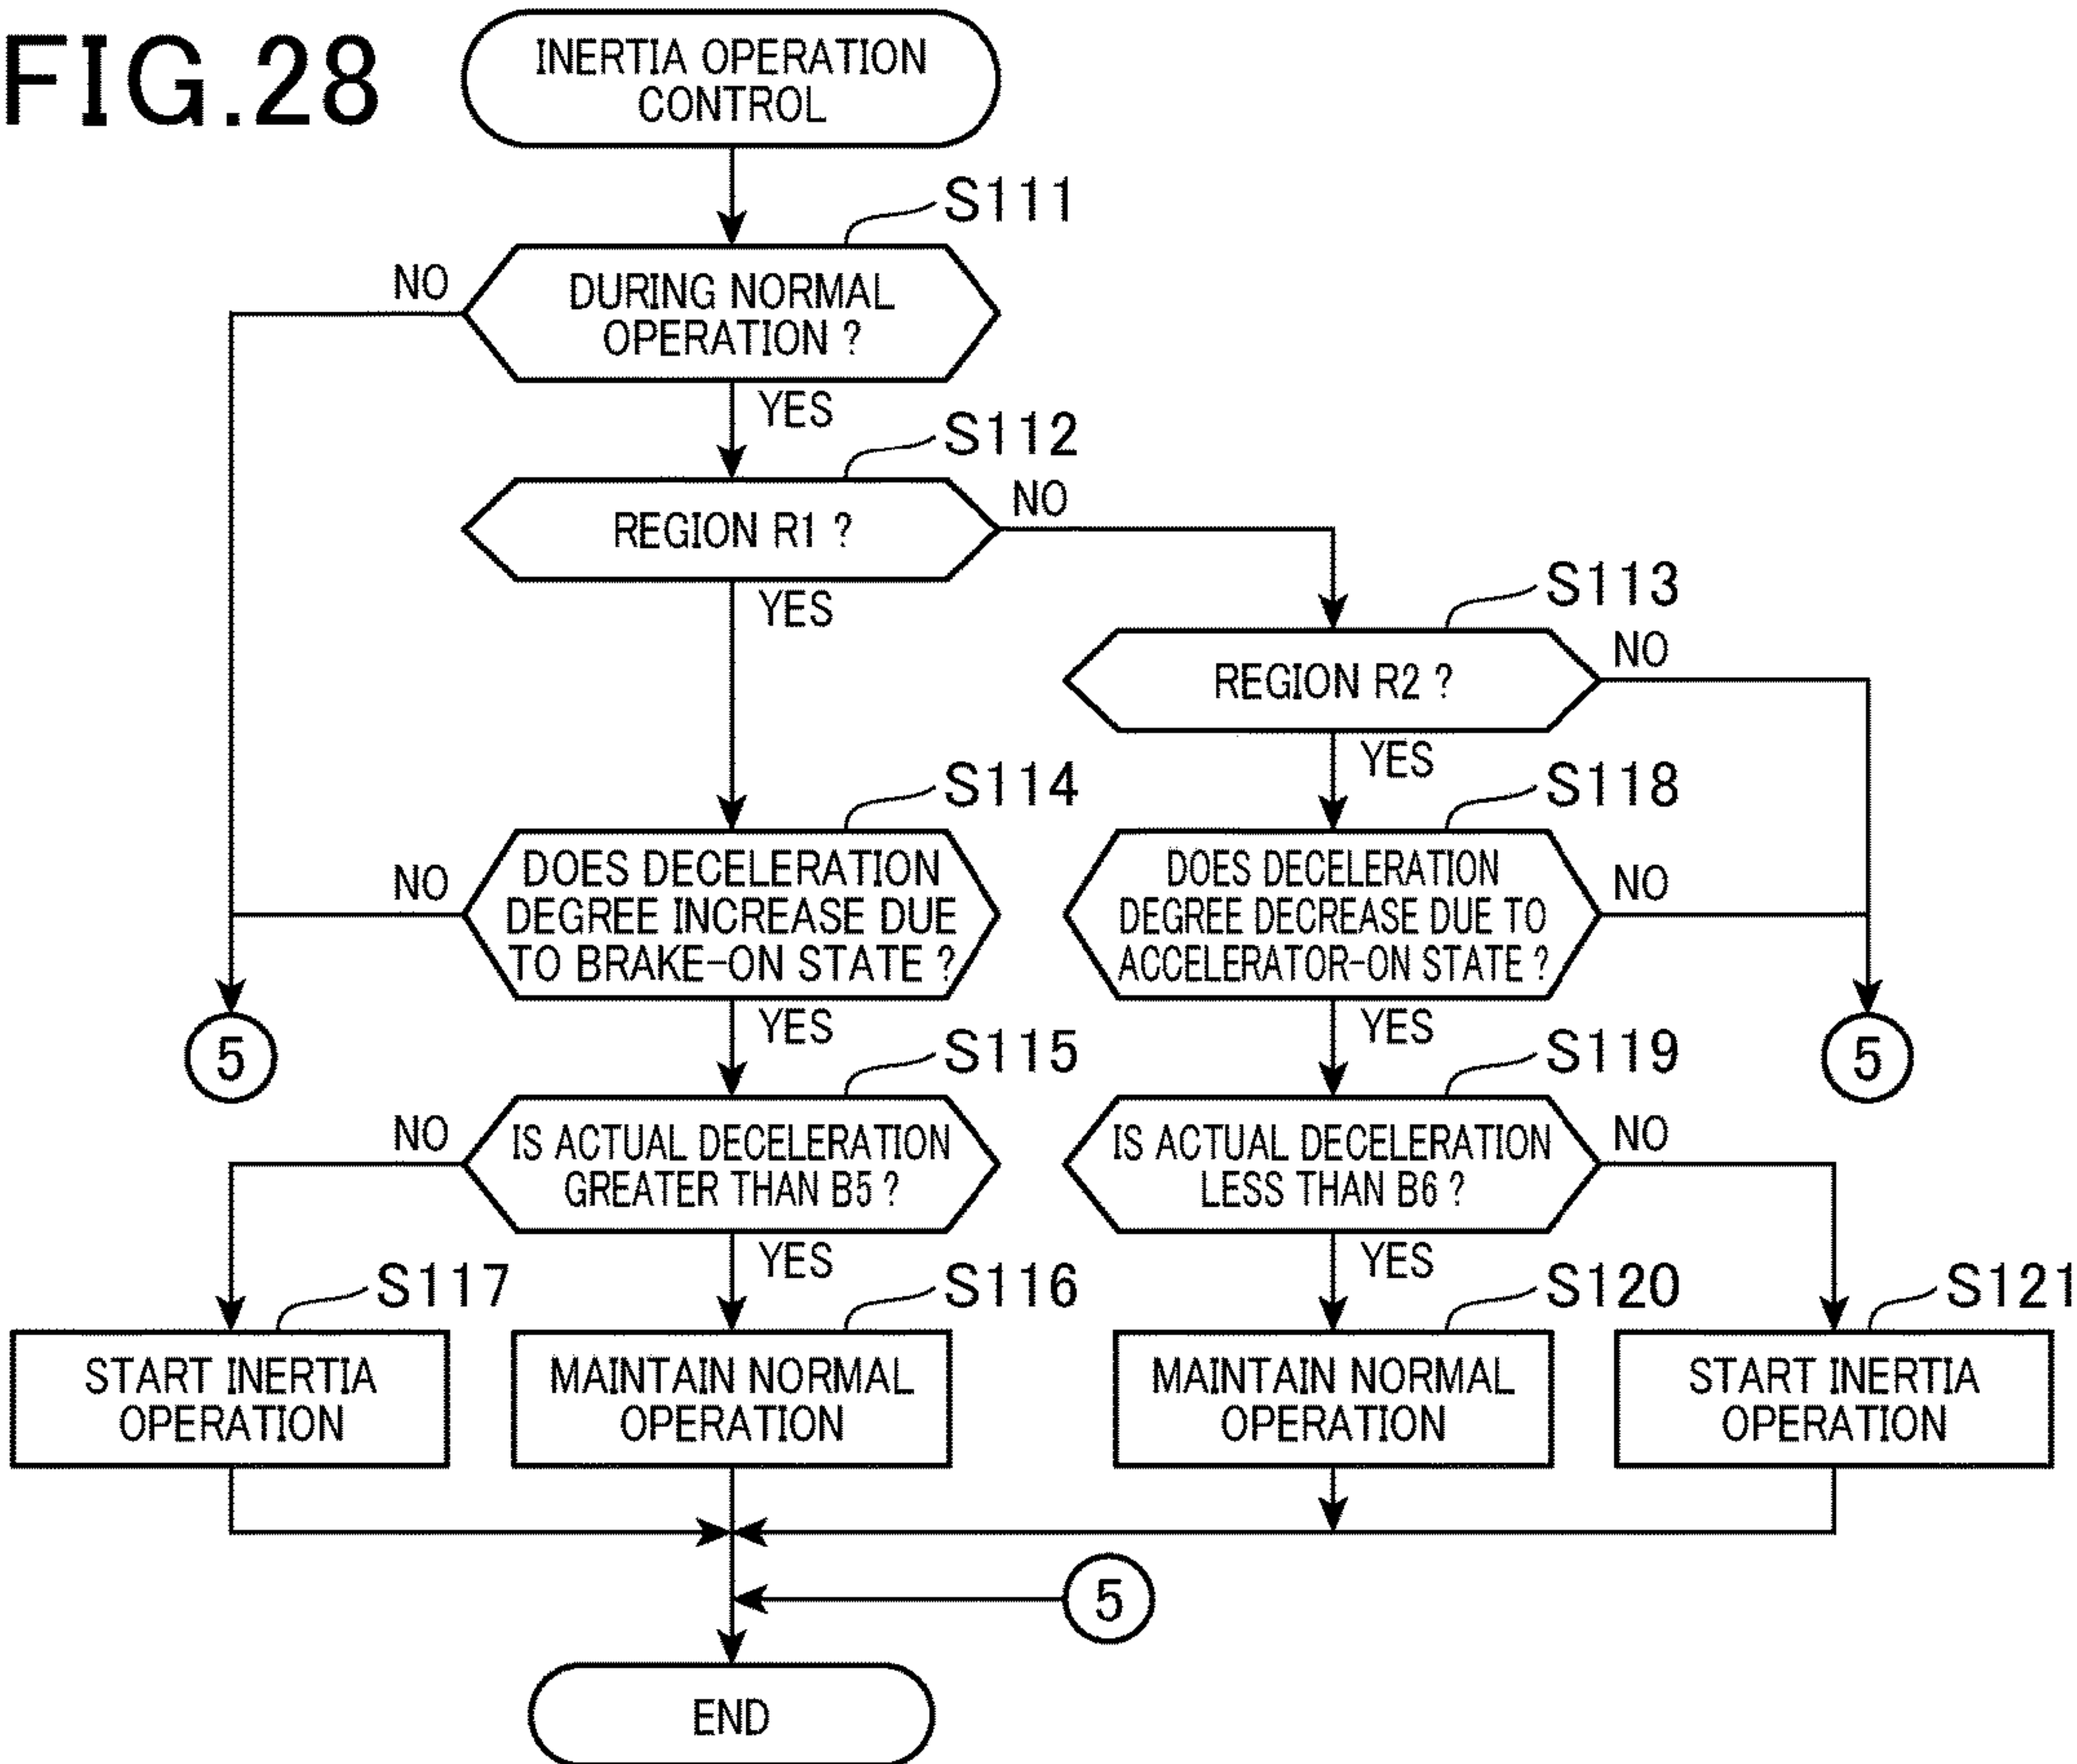 FIG.28
INERTIA OPERATION
CONTROL
S111
NO
DURING NORMAL
OPERATION ?
YES
S112
NO
REGION R1 ?
YES
S113
NO
REGION R2 ?
YES
S114
S118
NO
DOES DECELERATION
DEGREE INCREASE DUE
TO BRAKE-ON STATE ?
DOES DECELERATION
DEGREE DECREASE DUE TO
ACCELERATOR-ON STATE ?
NO
YES
YES
5
S115
S119
5
NO
IS ACTUAL DECELERATION
GREATER THAN B5 ?
IS ACTUAL DECELERATION
LESS THAN B6 ?
NO
YES
YES
S117
S116
S120
S121
START INERTIA
OPERATION
MAINTAIN NORMAL
OPERATION
MAINTAIN NORMAL
OPERATION
START INERTIA
OPERATION
5
END